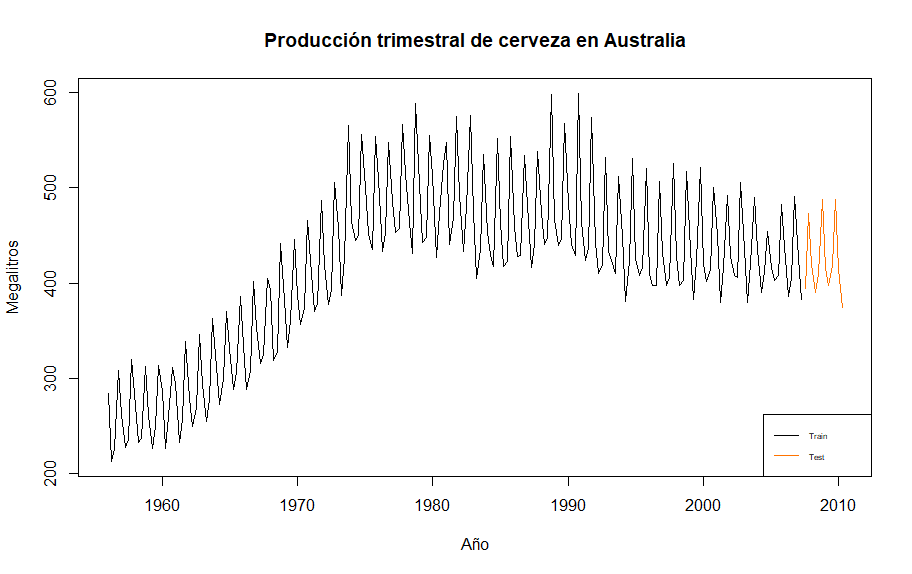 Producción trimestral de cerveza en Australia
Megalitros
600
500
400
300
200
1960
1970
1980
1990
2000
2010
Año
Train
Test